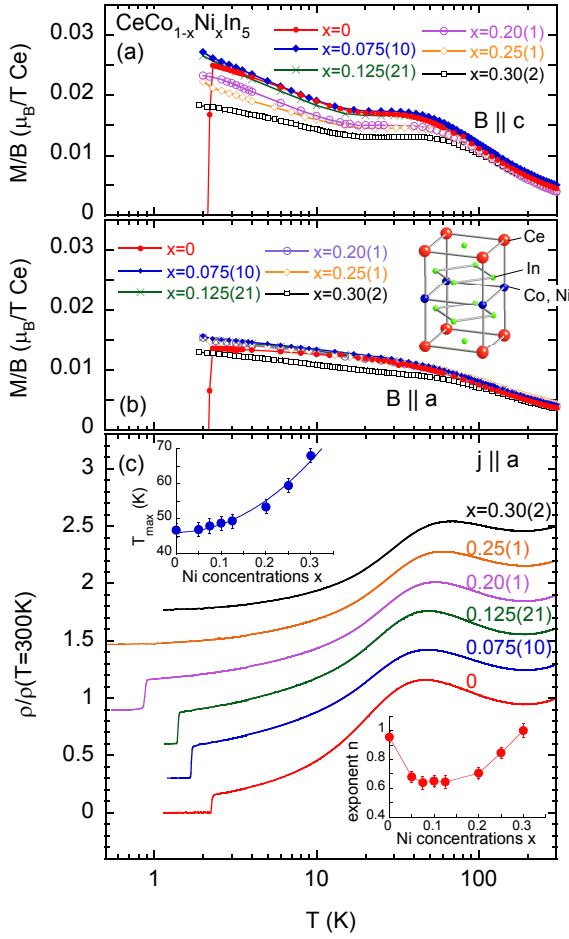 CeCo1-xNixIn5
(a)
x=0
x=0.075(10)
x=0.125(21)
x=0.20(1)
x=0.25(1)
x=0.30(2)
B || c
M/B (μB/T Ce)
0.03
0.02
0.01
0
(b)
x=0
x=0.075(10)
x=0.125(21)
x=0.20(1)
x=0.25(1)
x=0.30(2)
Ce
In
Co, Ni
B || a
M/B (μB/T Ce)
0.03
0.02
0.01
0
(c)
j || a
Tmax (K)
70
60
50
40
0
0.1
0.2
0.3
Ni concentrations x
x=0.30(2)
0.25(1)
0.20(1)
0.125(21)
0.075(10)
0
ρ/ρ(T=300K)
3
2.5
2
1.5
1
0.5
0
exponent n
1
0.8
0.6
0.4
0
0.1
0.2
0.3
Ni concentrations x
1
10
100
T (K)